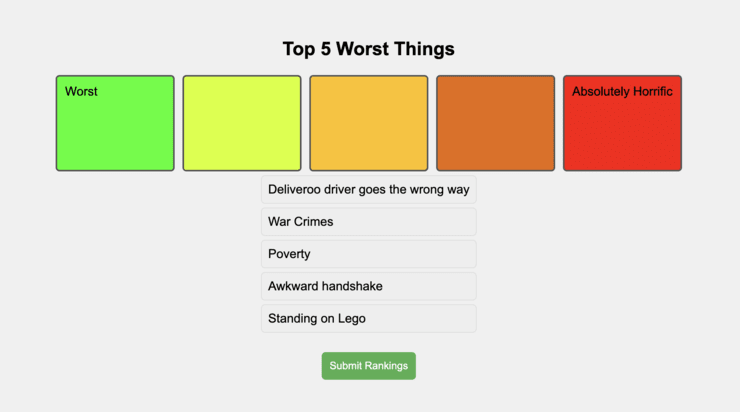 Top 5 Worst Things
Worst
Absolutely Horrific
Deliveroo driver goes the wrong way
War Crimes
Poverty
Awkward handshake
Standing on Lego
Submit Rankings